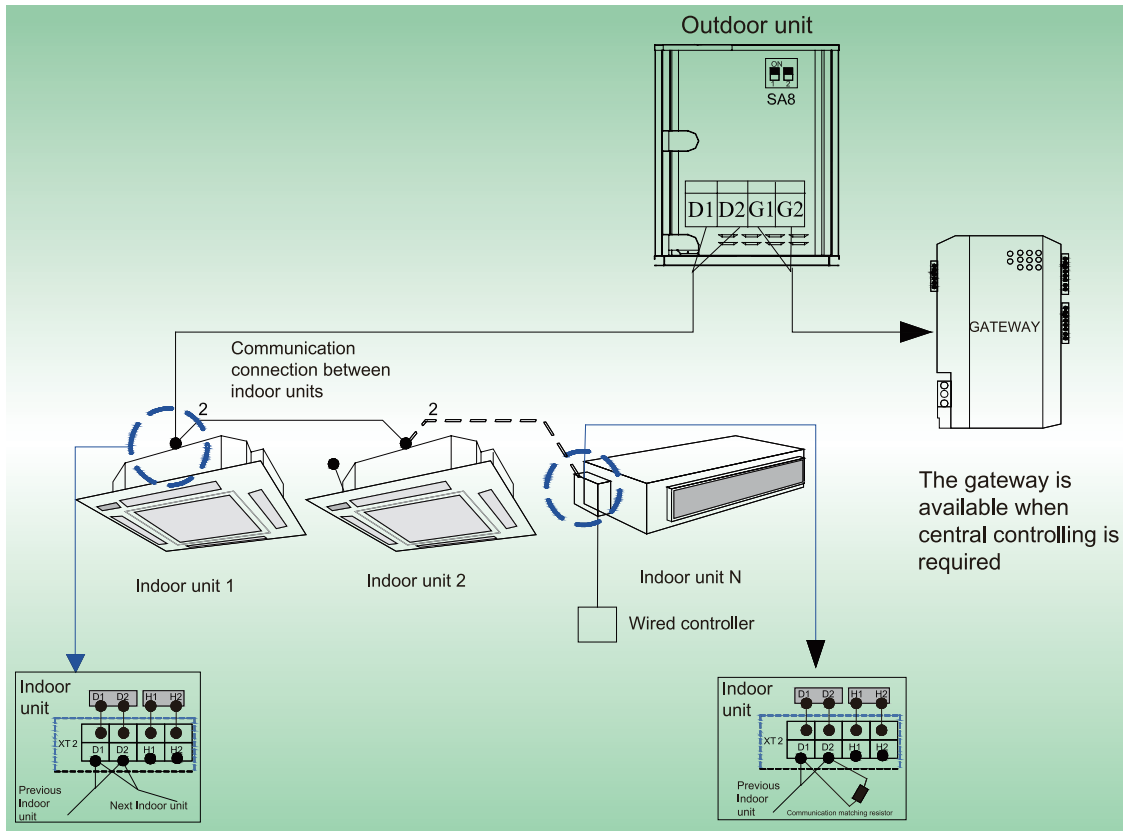 Outdoor unit
ON
1 2
SA8
D1 D2 G1 G2
GATEWAY
Communication
connection between
indoor units
2
2
The gateway is
available when
central controlling is
required
Indoor unit 1
Indoor unit 2
Indoor unit N
Wired controller
Indoor
unit
D1 D2 H1 H2
XT2
D1 D2 H1 H2
Previous
Indoor
unit
Next Indoor unit
Indoor
unit
D1 D2 H1 H2
XT2
D1 D2 H1 H2
Previous
Indoor
unit
Communication matching resistor